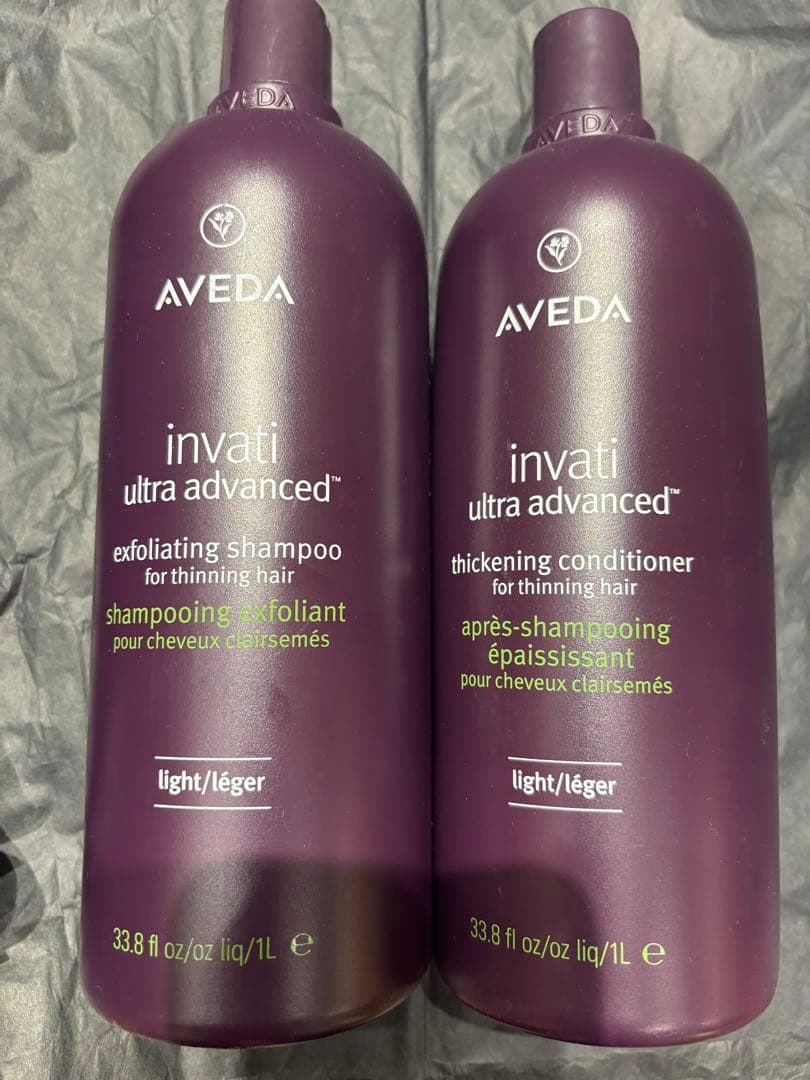 AVEDA
AVEDA
invati
ultra advanced™
exfoliating shampoo
for thinning hair
shampooing exfoliant
pour cheveux clairsemés
light/léger
33.8 fl oz/oz liq/1L ℮
AVEDA
AVEDA
invati
ultra advanced™
thickening conditioner
for thinning hair
après-shampooing
épaississant
pour cheveux clairsemés
light/léger
33.8 fl oz/oz liq/1L ℮